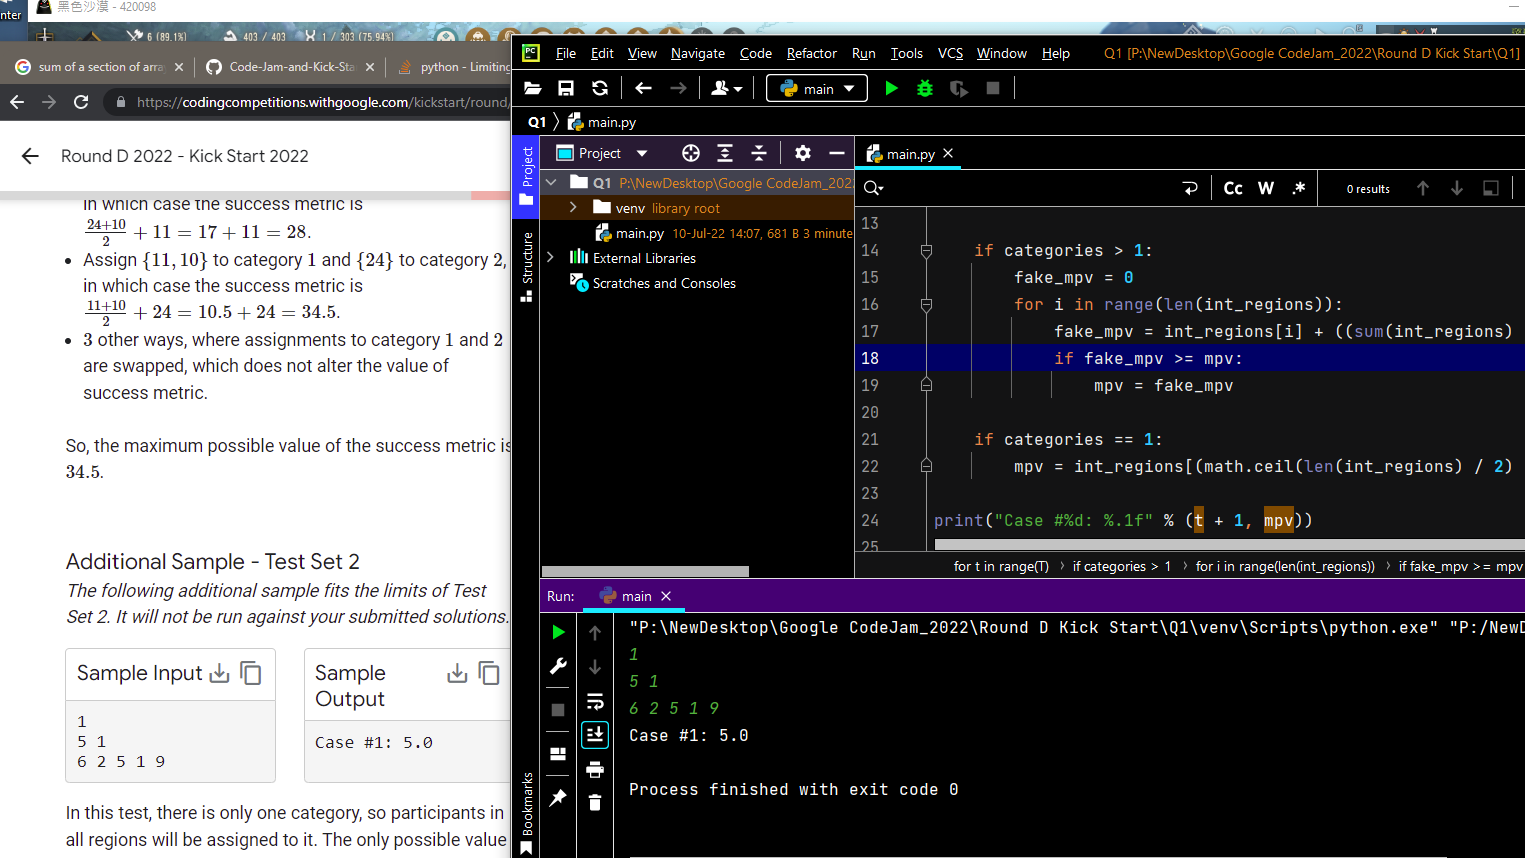 黑色沙漠 - 420098
nter
6 (89.1%)
403 / 403
1 / 303 (75.94%)
sum of a section of arra
Code-Jam-and-Kick-Sta
python - Limiting
https://codingcompetitions.withgoogle.com/kickstart/round/
Round D 2022 - Kick Start 2022
in which case the success metric is
24+10/2 + 11 = 17 + 11 = 28.
Assign {11, 10} to category 1 and {24} to category 2,
in which case the success metric is
11+10/2 + 24 = 10.5 + 24 = 34.5.
3 other ways, where assignments to category 1 and 2
are swapped, which does not alter the value of
success metric.
So, the maximum possible value of the success metric is
34.5.
Additional Sample - Test Set 2
The following additional sample fits the limits of Test
Set 2. It will not be run against your submitted solutions.
Sample Input
1
5 1
6 2 5 1 9
Sample
Output
Case #1: 5.0
In this test, there is only one category, so participants in
all regions will be assigned to it. The only possible value
PC
File Edit View Navigate Code Refactor Run Tools VCS Window Help
Q1 [P:\NewDesktop\Google CodeJam_2022\Round D Kick Start\Q1]
main
Q1 main.py
Project
Project
Structure
Bookmarks
Q1 P:\NewDesktop\Google CodeJam_202
venv library root
main.py 10-Jul-22 14:07, 681 B 3 minute
External Libraries
Scratches and Consoles
main.py
Cc W .* 0 results
13
14 if categories > 1:
15 fake_mpv = 0
16 for i in range(len(int_regions)):
17 fake_mpv = int_regions[i] + ((sum(int_regions)
18 if fake_mpv >= mpv:
19 mpv = fake_mpv
20
21 if categories == 1:
22 mpv = int_regions[(math.ceil(len(int_regions) / 2)
23
24 print("Case #%d: %.1f" % (t + 1, mpv))
25
for t in range(T) › if categories > 1 › for i in range(len(int_regions)) › if fake_mpv >= mpv
Run: main
"P:\NewDesktop\Google CodeJam_2022\Round D Kick Start\Q1\venv\Scripts\python.exe" "P:/NewD
1
5 1
6 2 5 1 9
Case #1: 5.0
Process finished with exit code 0